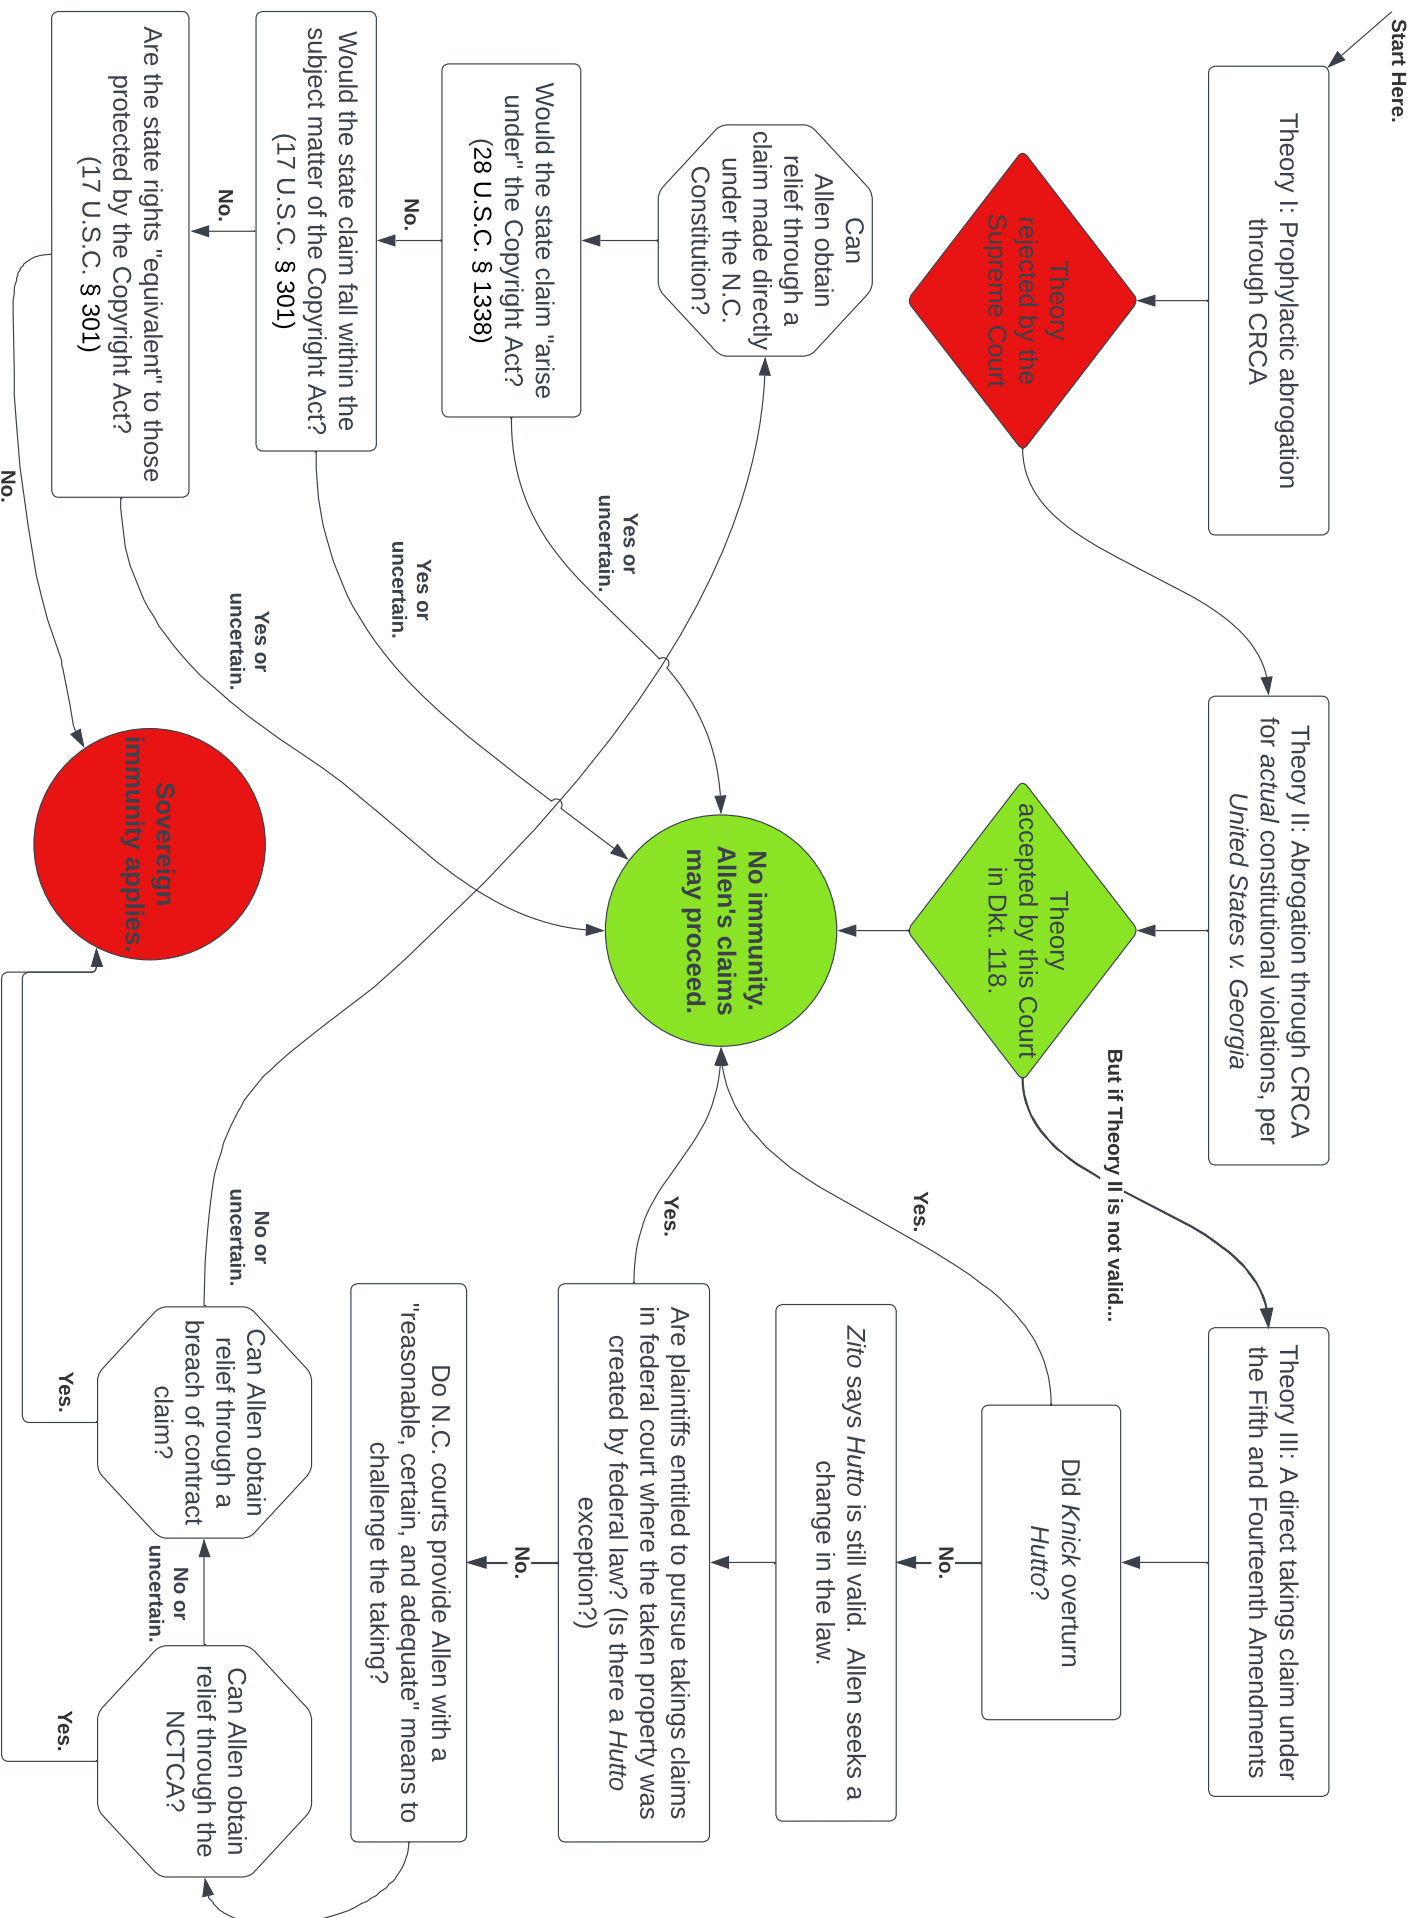 Start Here.
Theory I: Prophylactic abrogation
through CRCA
Theory
rejected by the
Supreme Court
Theory II: Abrogation through CRCA
for actual constitutional violations, per
United States v. Georgia
Theory
accepted by this Court
in Dkt. 118.
But if Theory II is not valid...
Theory III: A direct takings claim under
the Fifth and Fourteenth Amendments
Did Knick overturn
Hutto?
Yes.
No.
Zito says Hutto is still valid.  Allen seeks a
change in the law.
Are plaintiffs entitled to pursue takings claims
in federal court where the taken property was
created by federal law? (Is there a Hutto
exception?)
Yes.
No.
Do N.C. courts provide Allen with a
"reasonable, certain, and adequate" means to
challenge the taking?
Can Allen obtain
relief through the
NCTCA?
Yes.
No or
uncertain.
Can Allen obtain
relief through a
breach of contract
claim?
Yes.
No or
uncertain.
Can
Allen obtain
relief through a
claim made directly
under the N.C.
Constitution?
Would the state claim "arise
under" the Copyright Act?
(28 U.S.C. § 1338)
Yes or
uncertain.
No.
Would the state claim fall within the
subject matter of the Copyright Act?
(17 U.S.C. § 301)
Yes or
uncertain.
No.
Are the state rights "equivalent" to those
protected by the Copyright Act?
(17 U.S.C. § 301)
Yes or
uncertain.
No.
No immunity.
Allen's claims
may proceed.
Sovereign
immunity applies.